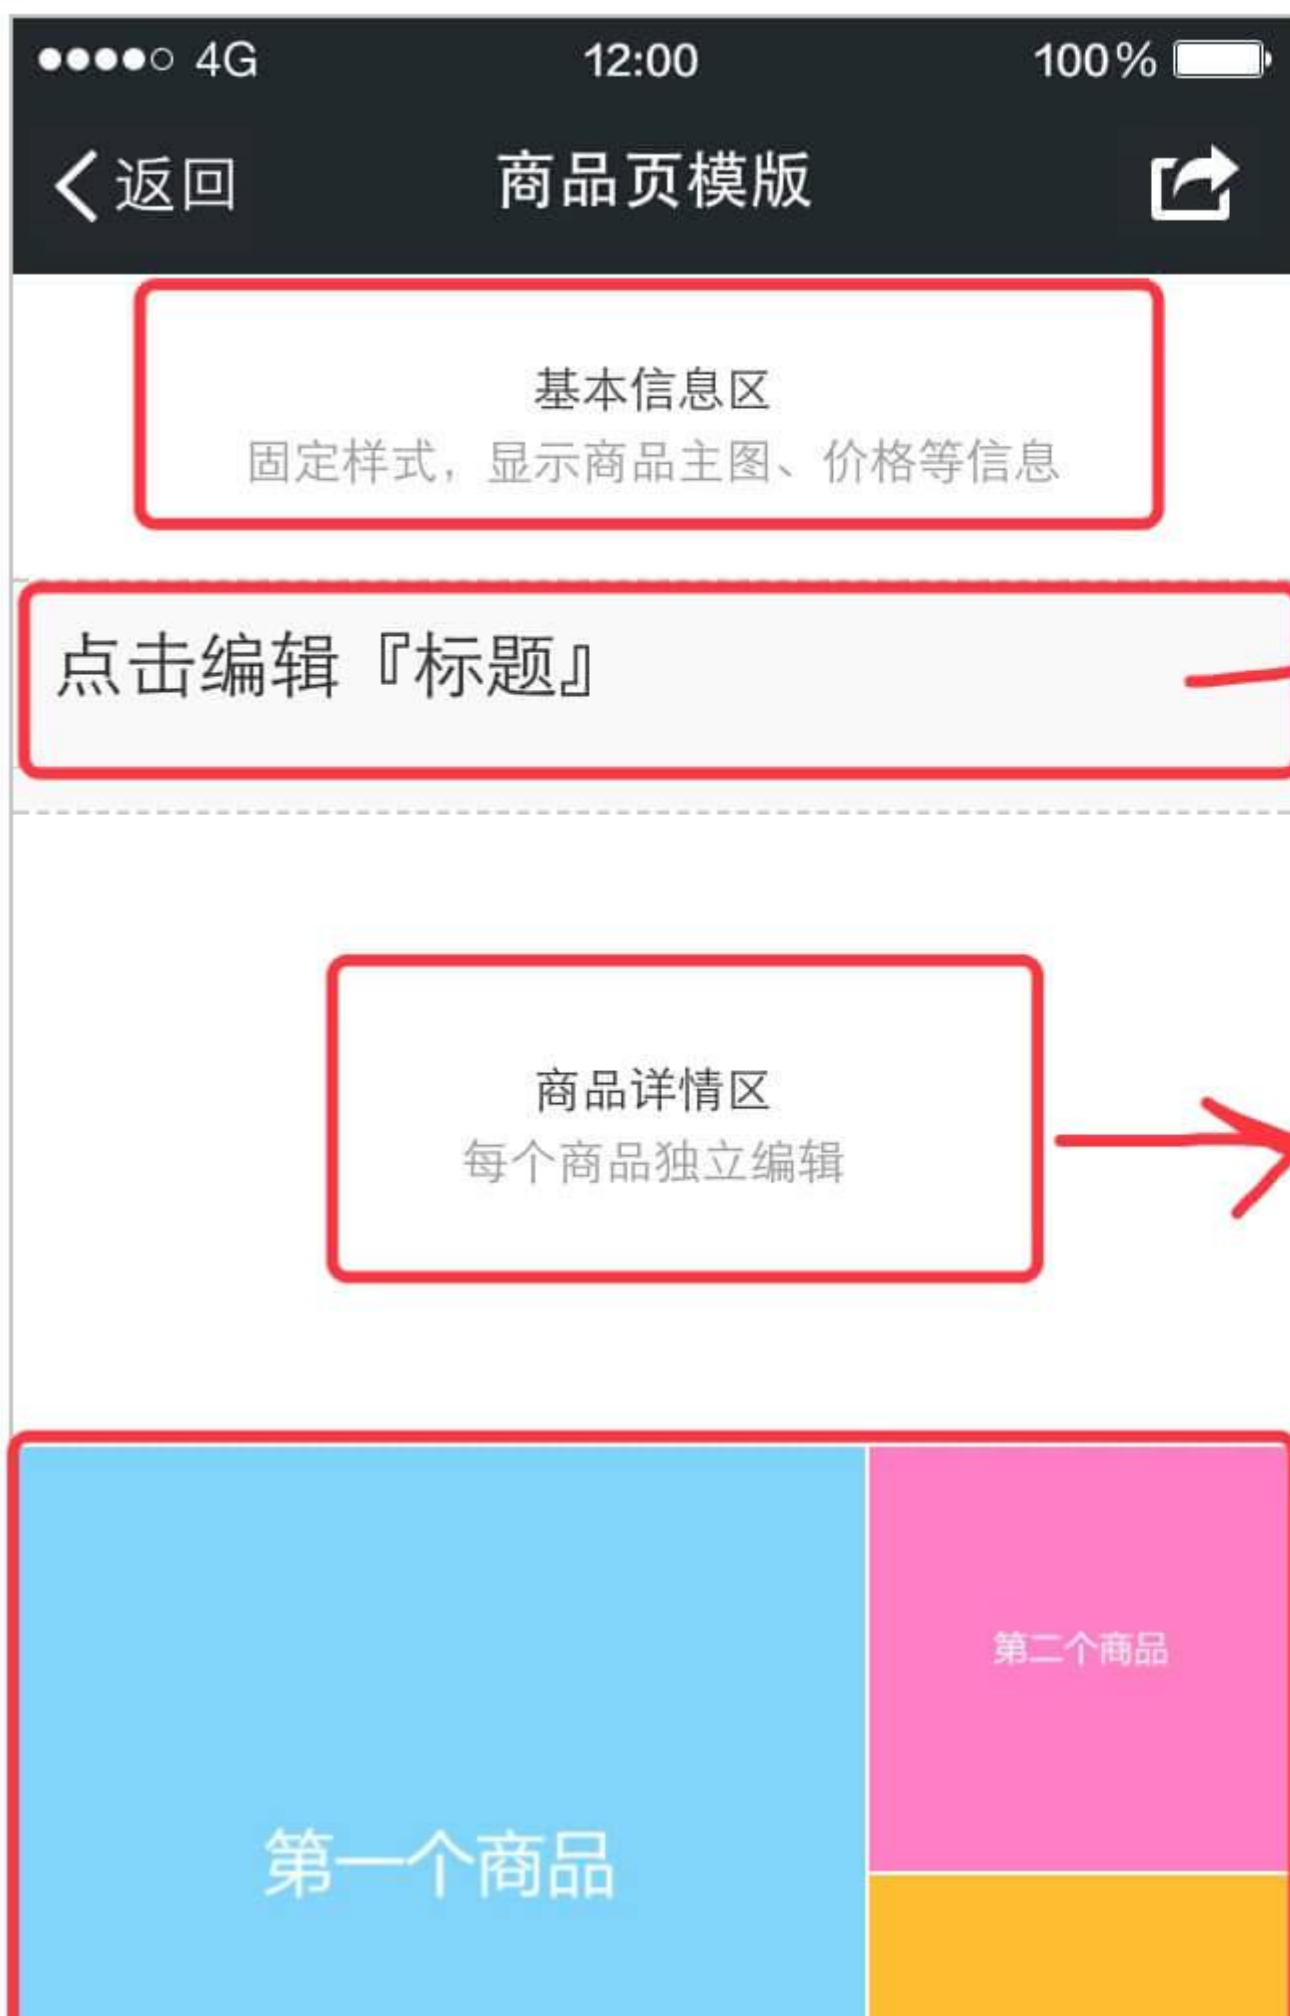 4G 12:00 100%
返回 商品页模版
基本信息区
固定样式，显示商品主图、价格等信息
点击编辑『标题』
商品详情区
每个商品独立编辑
第二个商品
第一个商品